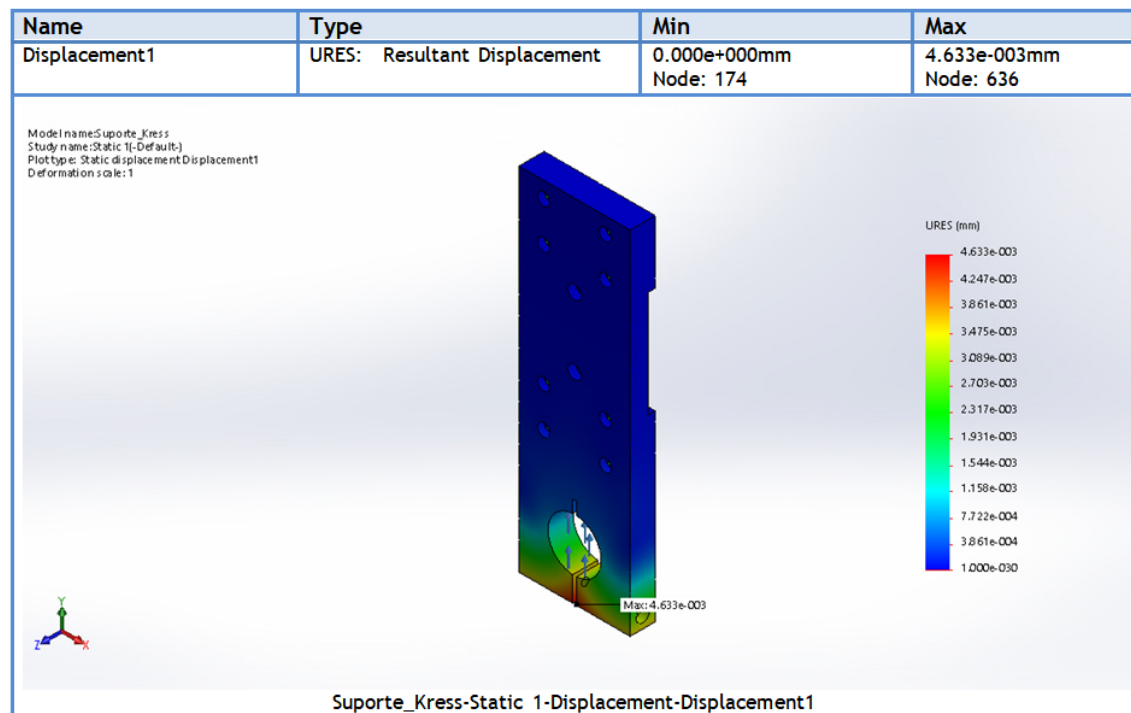 Name Type Min Max
Displacement1 URES: Resultant Displacement 0.000e+000mm 4.633e-003mm
Node: 174 Node: 636
Model name:Suporte_Kress
Study name:Static 1(-Default-)
Plot type: Static displacement Displacement1
Deformation scale: 1
URES (mm)
4.633e-003
4.247e-003
3.861e-003
3.475e-003
3.089e-003
2.703e-003
2.317e-003
1.931e-003
1.544e-003
1.158e-003
7.722e-004
3.861e-004
1.000e-030
Max: 4.633e-003
Y
Z
X
Suporte_Kress-Static 1-Displacement-Displacement1